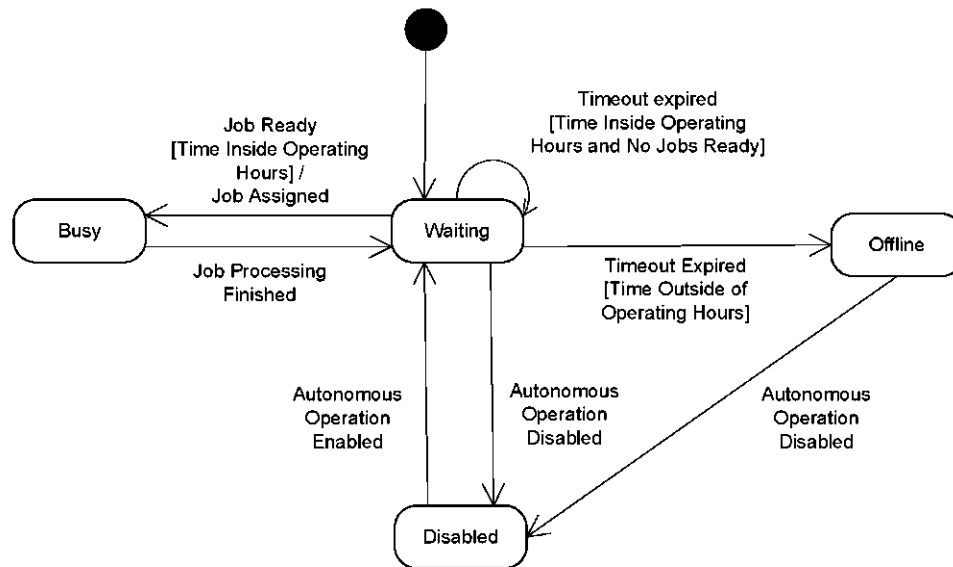 Timeout expired
[Time Inside Operating
Hours and No Jobs Ready]
Job Ready
[Time Inside Operating
Hours] /
Job Assigned
Busy
Waiting
Offline
Job Processing
Finished
Timeout Expired
[Time Outside of
Operating Hours]
Autonomous
Operation
Enabled
Autonomous
Operation
Disabled
Autonomous
Operation
Disabled
Disabled